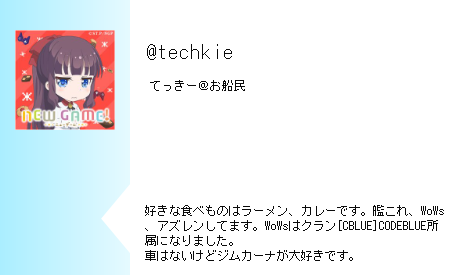 @techkie
てっきー@お船民
NEW GAME!
好きな食べものはラーメン、カレーです。艦これ、WoWs
、アズレンしてます。WoWsはクラン[CBLUE]CODEBLUE所
属になりました。
車はないけどジムカーナが大好きです。